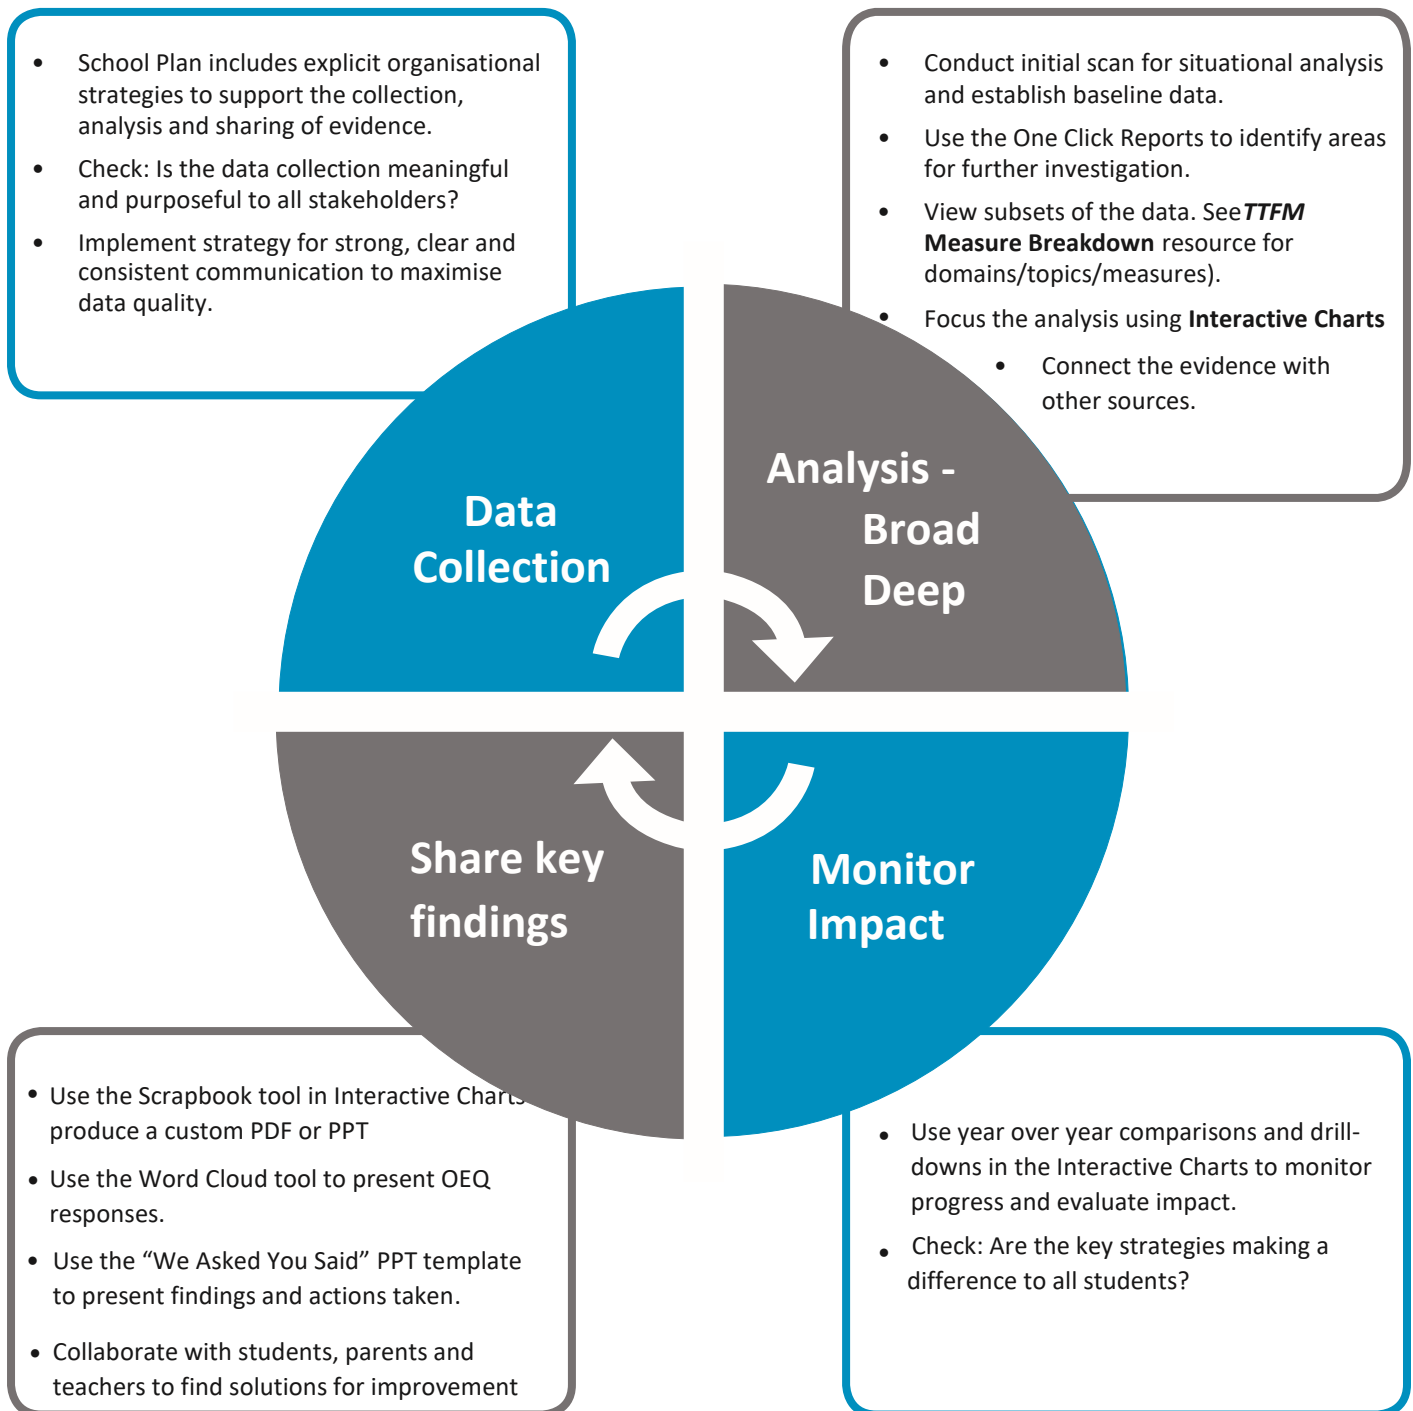 • School Plan includes explicit organisational
strategies to support the collection,
analysis and sharing of evidence.
• Check: Is the data collection meaningful
and purposeful to all stakeholders?
• Implement strategy for strong, clear and
consistent communication to maximise
data quality.
• Conduct initial scan for situational analysis
and establish baseline data.
• Use the One Click Reports to identify areas
for further investigation.
• View subsets of the data. See TTFM
Measure Breakdown resource for
domains/topics/measures).
• Focus the analysis using Interactive Charts
• Connect the evidence with
other sources.
Data
Collection
Analysis -
Broad
Deep
Share key
findings
Monitor
Impact
• Use the Scrapbook tool in Interactive Charts
produce a custom PDF or PPT
• Use the Word Cloud tool to present OEQ
responses.
• Use the “We Asked You Said” PPT template
to present findings and actions taken.
• Collaborate with students, parents and
teachers to find solutions for improvement
• Use year over year comparisons and drill-
downs in the Interactive Charts to monitor
progress and evaluate impact.
• Check: Are the key strategies making a
difference to all students?